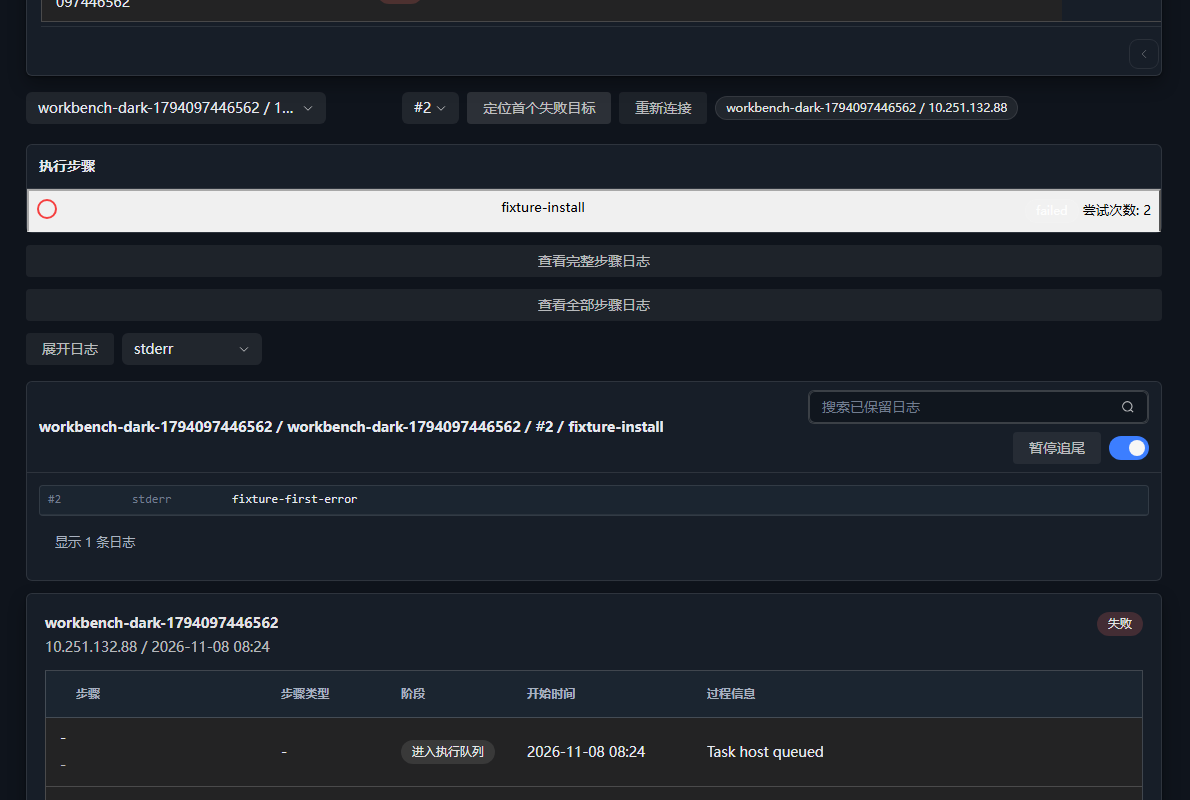 097446562
workbench-dark-1794097446562 / 1... #2 定位首个失败目标 重新连接 workbench-dark-1794097446562 / 10.251.132.88
执行步骤
fixture-install failed 尝试次数: 2
查看完整步骤日志
查看全部步骤日志
展开日志 stderr
搜索已保留日志
workbench-dark-1794097446562 / workbench-dark-1794097446562 / #2 / fixture-install
暂停追尾
#2 stderr fixture-first-error
显示 1 条日志
workbench-dark-1794097446562 失败
10.251.132.88 / 2026-11-08 08:24
步骤 步骤类型 阶段 开始时间 过程信息
-
- 进入执行队列 2026-11-08 08:24 Task host queued
-